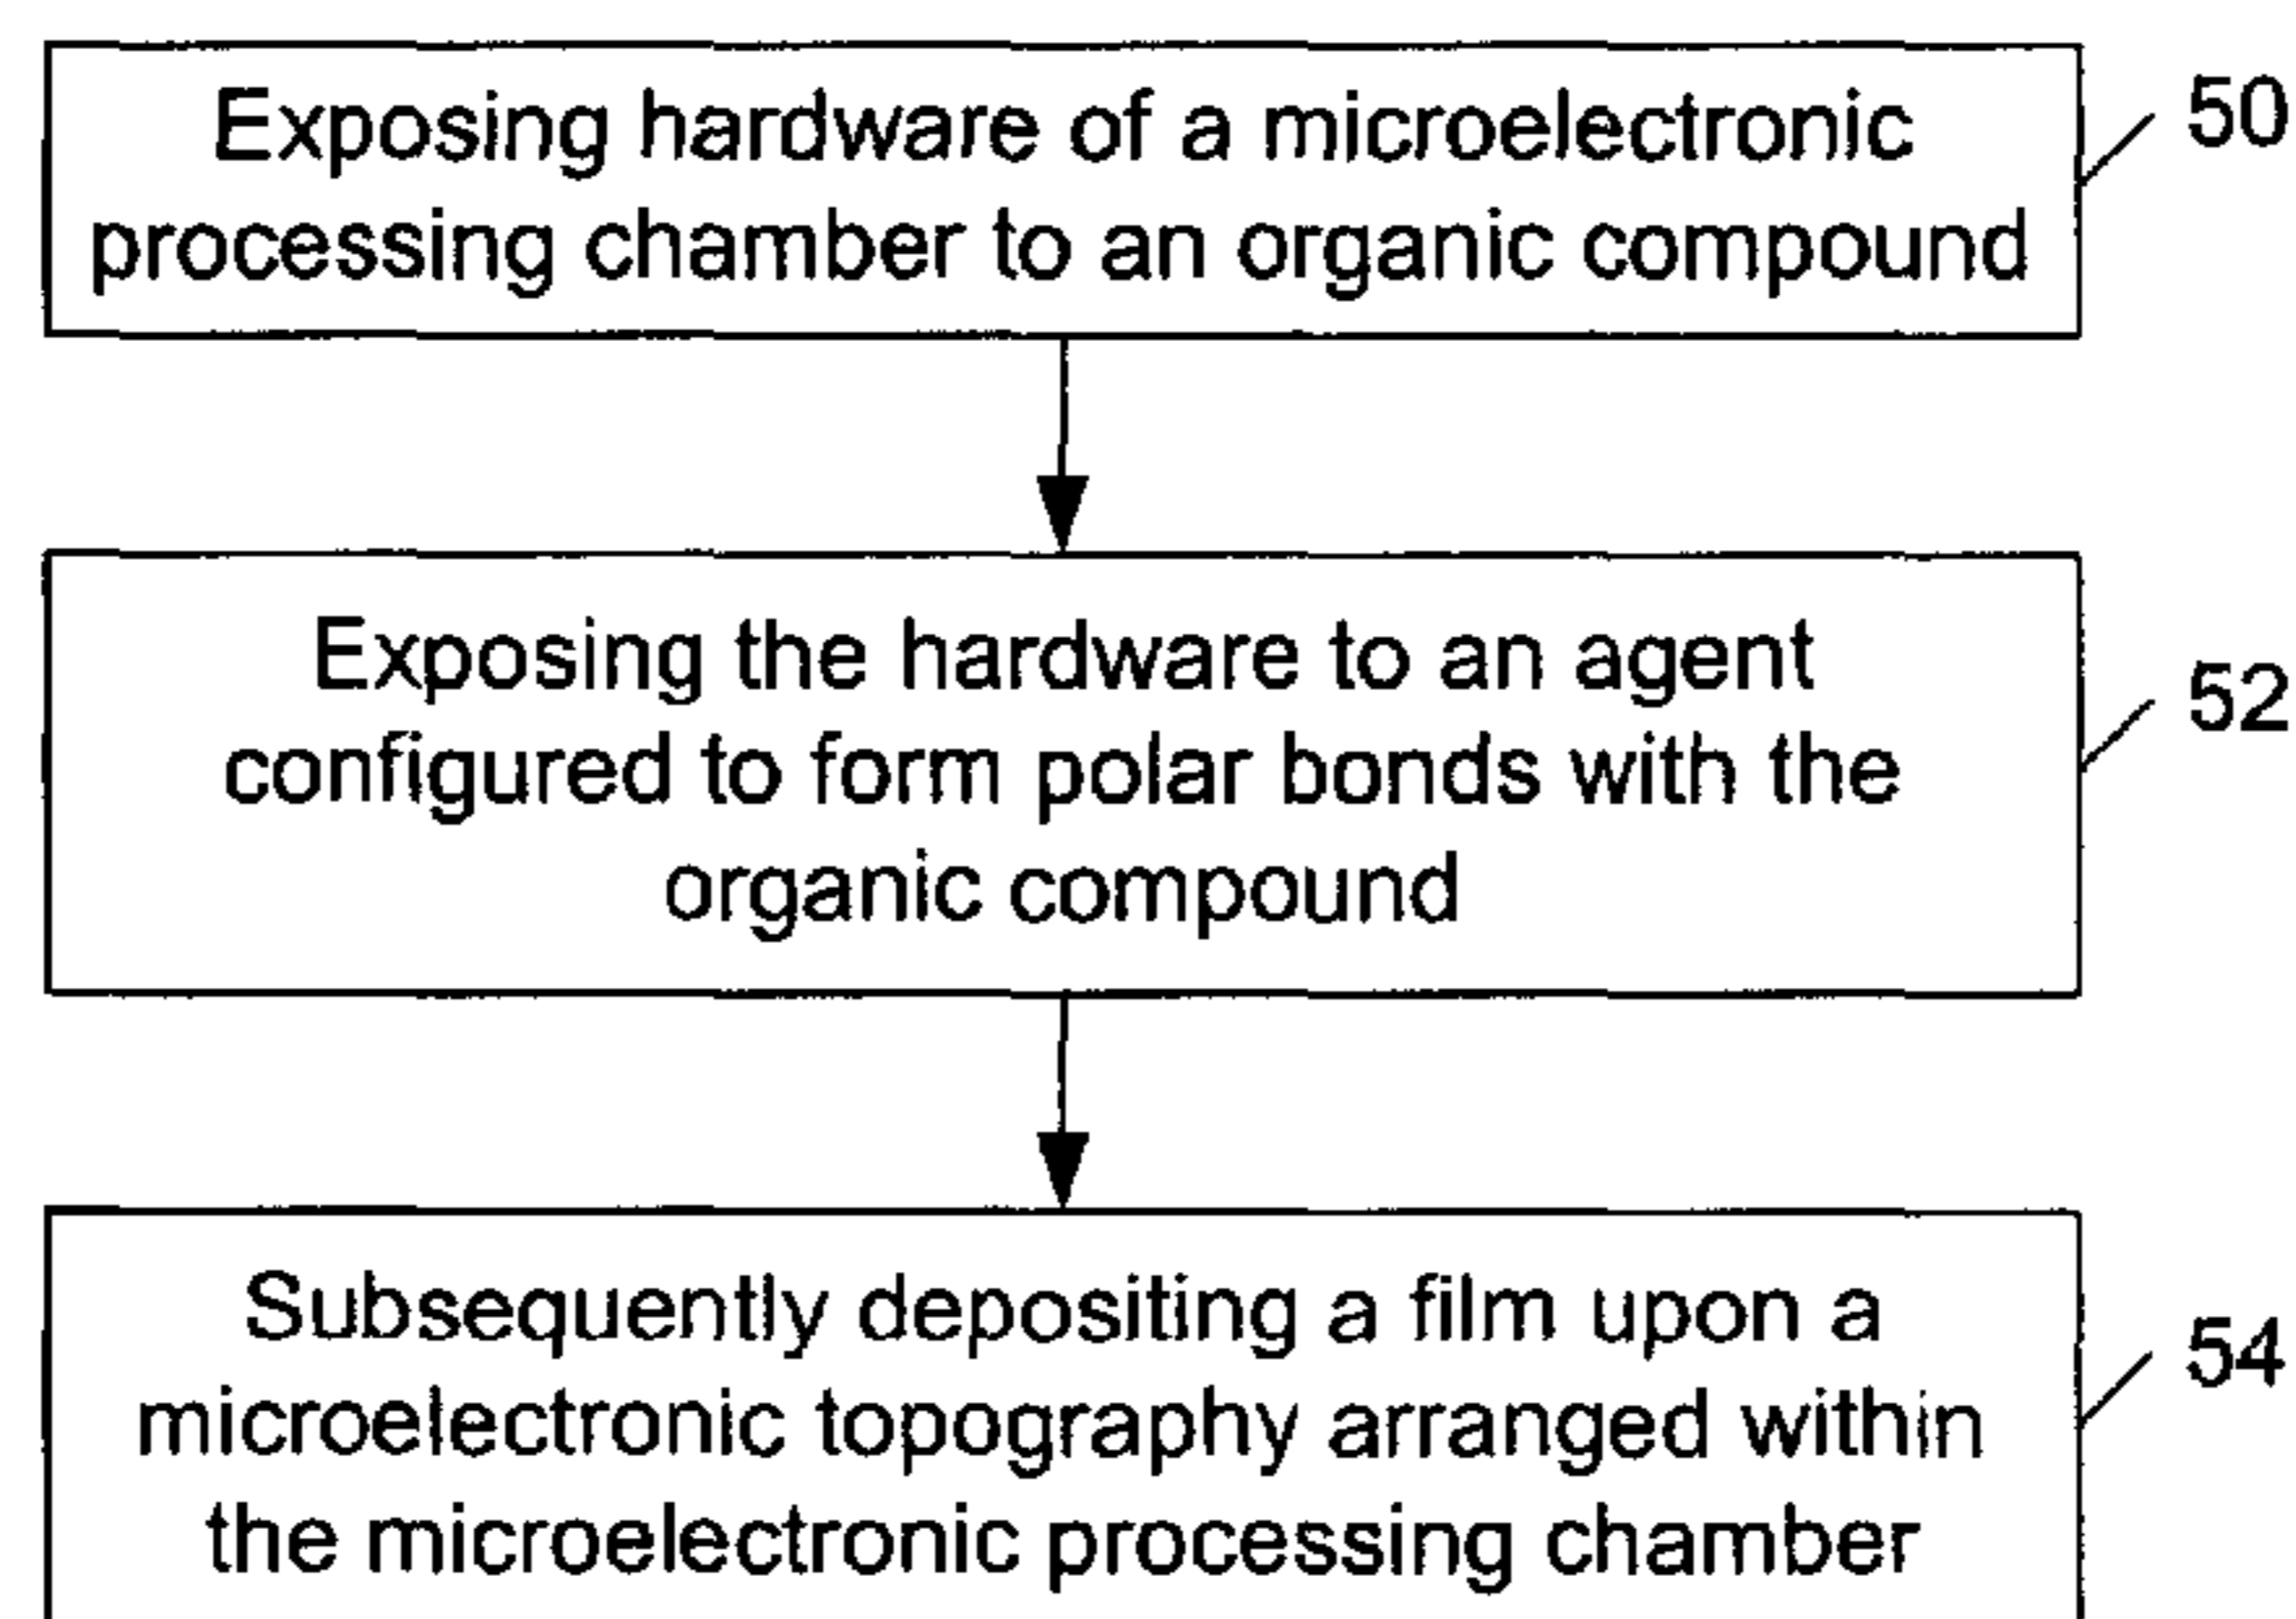 Exposing hardware of a microelectronic
processing chamber to an organic compound
50
Exposing the hardware to an agent
configured to form polar bonds with the
organic compound
52
Subsequently depositing a film upon a
microelectronic topography arranged within
the microelectronic processing chamber
54